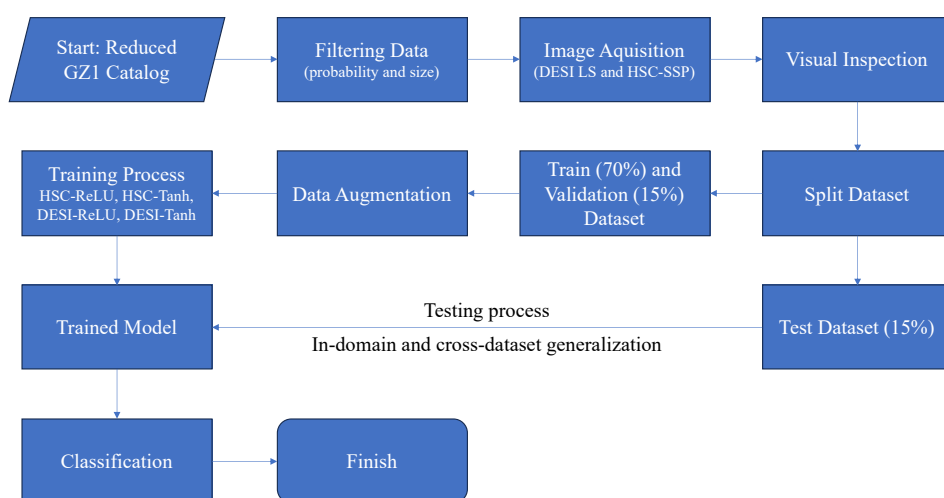 Start: Reduced
GZ1 Catalog
Filtering Data
(probability and size)
Image Aquisition
(DESI LS and HSC-SSP)
Visual Inspection
Training Process
HSC-ReLU, HSC-Tanh,
DESI-ReLU, DESI-Tanh
Data Augmentation
Train (70%) and
Validation (15%)
Dataset
Split Dataset
Trained Model
Testing process
In-domain and cross-dataset generalization
Test Dataset (15%)
Classification
Finish